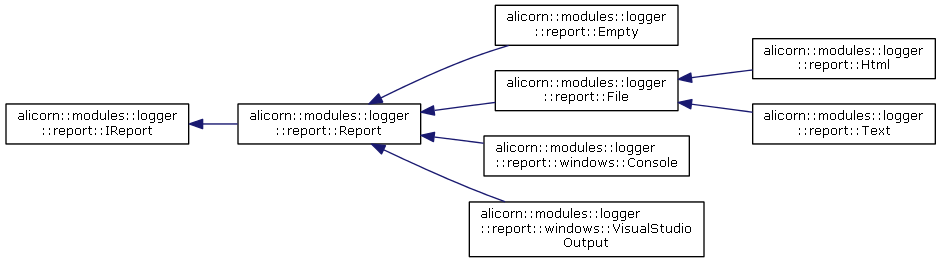 alicorn::modules::logger
::report::IReport
alicorn::modules::logger
::report::Report
alicorn::modules::logger
::report::Empty
alicorn::modules::logger
::report::File
alicorn::modules::logger
::report::windows::Console
alicorn::modules::logger
::report::windows::VisualStudio
Output
alicorn::modules::logger
::report::Html
alicorn::modules::logger
::report::Text